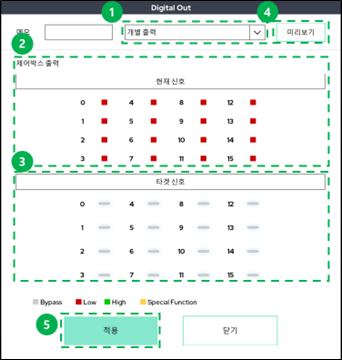 Digital Out
1
4
메모
개별 출력
미리보기
2
제어박스 출력
현재 신호
0 4 8 12
1 5 9 13
2 6 10 14
3 7 11 15
3
타겟 신호
0 4 8 12
1 5 9 13
2 6 10 14
3 7 11 15
Bypass Low High Special Function
5
적용 닫기